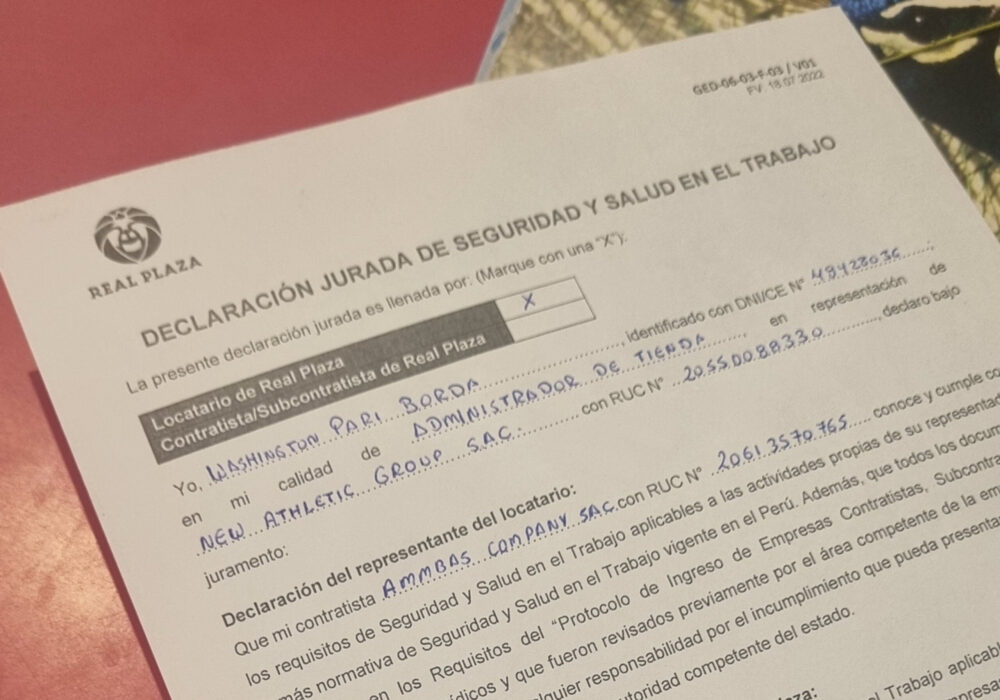 GED-06-03-F-03 / V01
FV: 18.07.2022
REAL PLAZA
DECLARACIÓN JURADA DE SEGURIDAD Y SALUD EN EL TRABAJO
La presente declaración jurada es llenada por: (Marque con una "X"):
Locatario de Real Plaza X
Contratista/Subcontratista de Real Plaza
Yo, WASHINGTON PARI BORDA, identificado con DNI/CE N° 48428036;
en mi calidad de ADMINISTRADOR DE TIENDA en representación de
NEW ATHLETIC GROUP SAC. con RUC N° 20550088330, declaro bajo
juramento:
Declaración del representante del locatario:
Que mi contratista AMMBAS COMPANY SAC con RUC N° 20613570765 conoce y cumple
los requisitos de Seguridad y Salud en el Trabajo aplicables a las actividades propias de su
más normativa de Seguridad y Salud en el Trabajo vigente en el Perú. Además, que todos los
en los Requisitos del "Protocolo de Ingreso de Empresas Contratistas,
y que fueron revisados previamente por el área competente de la
responsabilidad por el incumplimiento que pueda
competente del estado.
Trabajo